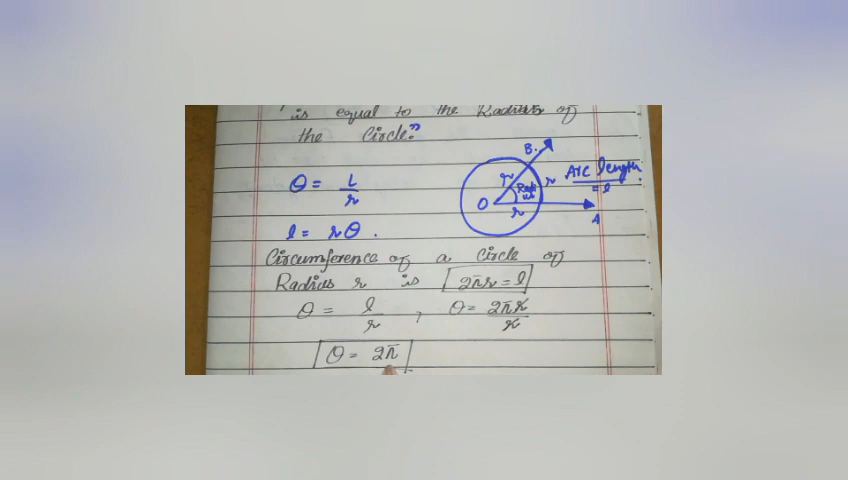 is equal to the Radius of
the Circle."
θ = l/r
l = rθ .
B.
r
r
Arc length
= l
O
r
A
Circumference of a Circle of
Radius r is [2πr = l]
θ = l/r , θ = 2πr/r
[θ = 2π]